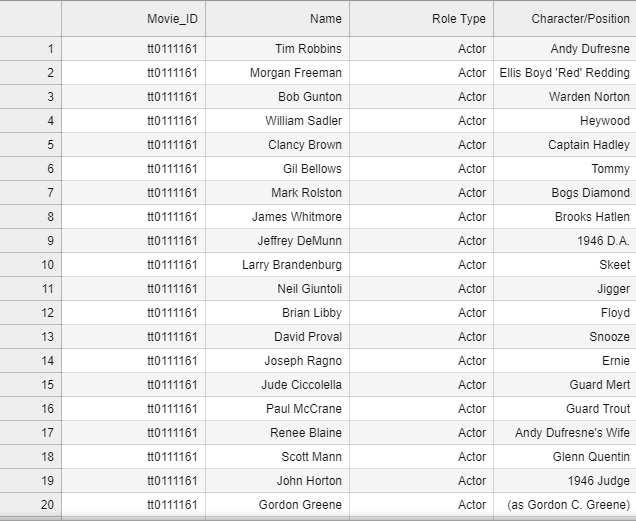 Movie_ID Name Role Type Character/Position
1 tt0111161 Tim Robbins Actor Andy Dufresne
2 tt0111161 Morgan Freeman Actor Ellis Boyd 'Red' Redding
3 tt0111161 Bob Gunton Actor Warden Norton
4 tt0111161 William Sadler Actor Heywood
5 tt0111161 Clancy Brown Actor Captain Hadley
6 tt0111161 Gil Bellows Actor Tommy
7 tt0111161 Mark Rolston Actor Bogs Diamond
8 tt0111161 James Whitmore Actor Brooks Hatlen
9 tt0111161 Jeffrey DeMunn Actor 1946 D.A.
10 tt0111161 Larry Brandenburg Actor Skeet
11 tt0111161 Neil Giuntoli Actor Jigger
12 tt0111161 Brian Libby Actor Floyd
13 tt0111161 David Proval Actor Snooze
14 tt0111161 Joseph Ragno Actor Ernie
15 tt0111161 Jude Ciccolella Actor Guard Mert
16 tt0111161 Paul McCrane Actor Guard Trout
17 tt0111161 Renee Blaine Actor Andy Dufresne's Wife
18 tt0111161 Scott Mann Actor Glenn Quentin
19 tt0111161 John Horton Actor 1946 Judge
20 tt0111161 Gordon Greene Actor (as Gordon C. Greene)